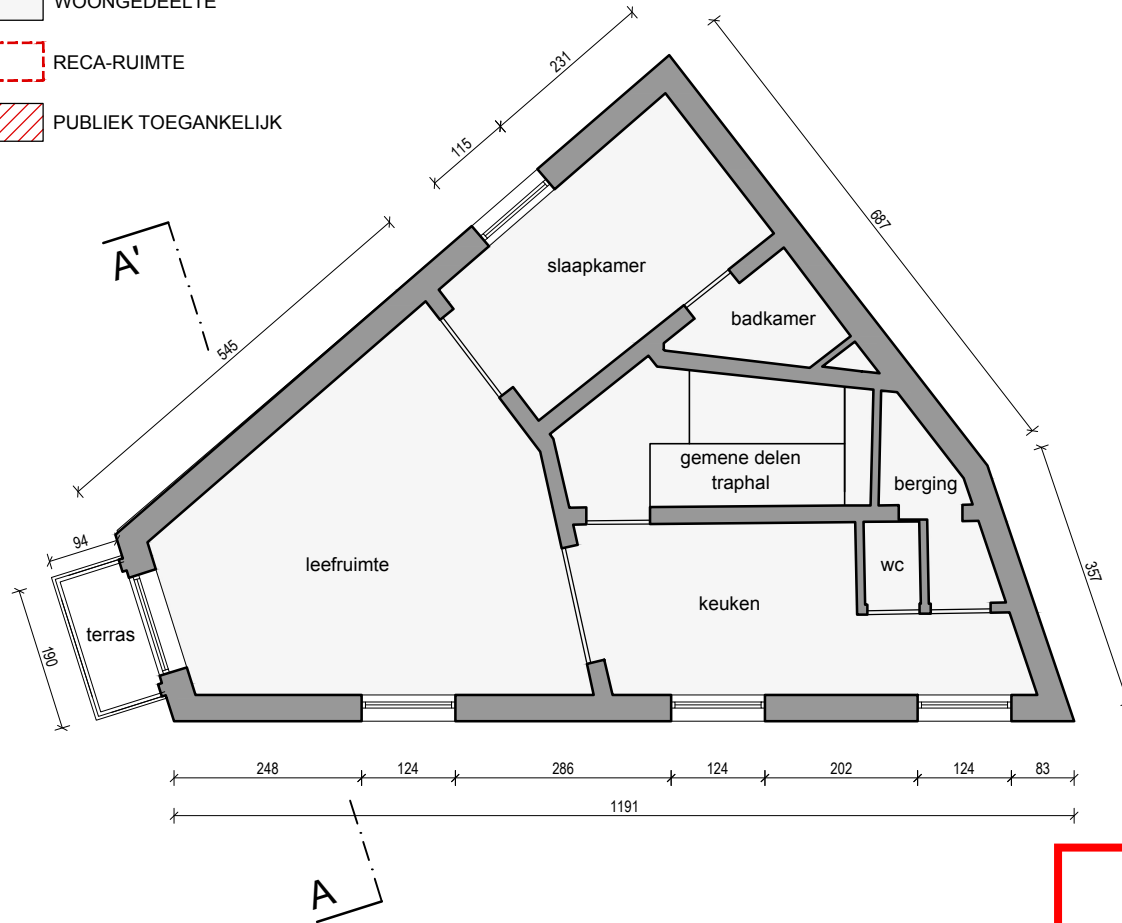 WOONGEDEELTE
RECA-RUIMTE
PUBLIEK TOEGANKELIJK
231
115
687
A'
545
slaapkamer
badkamer
gemene delen
traphal
berging
94
leefruimte
wc
keuken
357
terras
190
248 124 286 124 202 124 83
1191
A